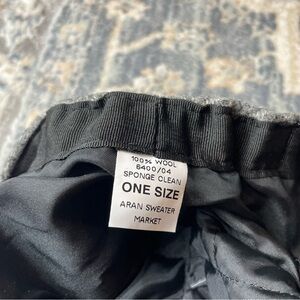 100% WOOL
8400/04
SPONGE CLEAN
ONE SIZE
ARAN SWEATER
MARKET